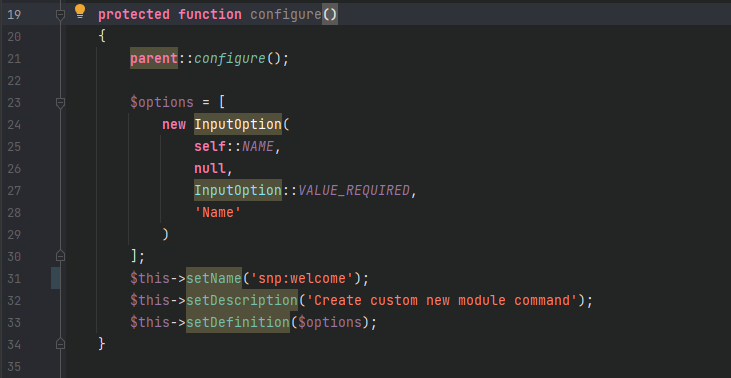 19 protected function configure()
20 {
21 parent::configure();
22
23 $options = [
24 new InputOption(
25 self::NAME,
26 null,
27 InputOption::VALUE_REQUIRED,
28 'Name'
29 )
30 ];
31 $this->setName('snp:welcome');
32 $this->setDescription('Create custom new module command');
33 $this->setDefinition($options);
34 }
35